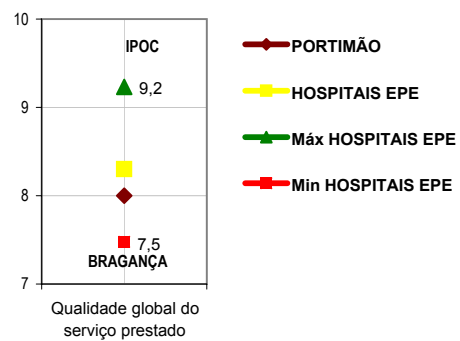 10
9
8
7
IPOC
9,2
7,5
BRAGANÇA
Qualidade global do
serviço prestado
PORTIMÃO
HOSPITAIS EPE
Máx HOSPITAIS EPE
Min HOSPITAIS EPE